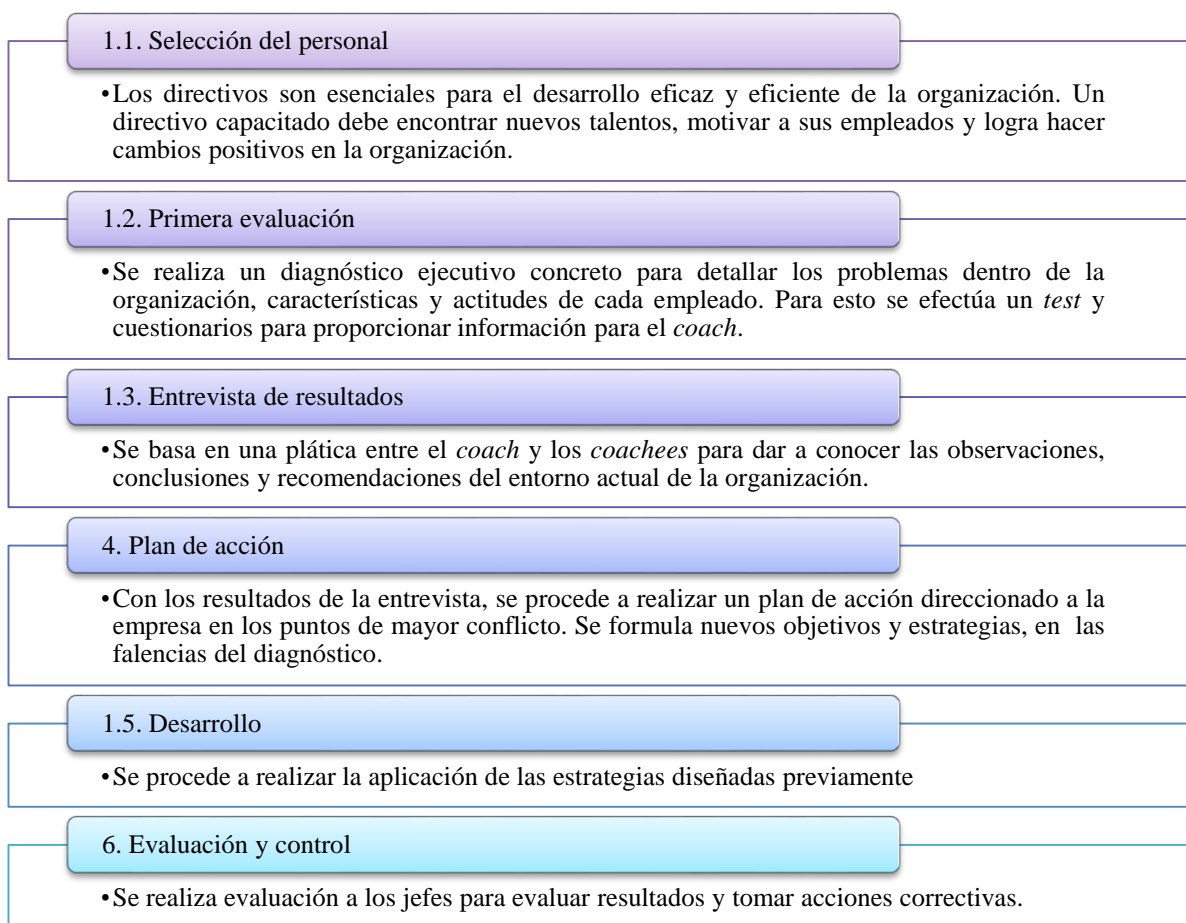 1.1. Selección del personal
•Los directivos son esenciales para el desarrollo eficaz y eficiente de la organización. Un
directivo capacitado debe encontrar nuevos talentos, motivar a sus empleados y logra hacer
cambios positivos en la organización.
1.2. Primera evaluación
•Se realiza un diagnóstico ejecutivo concreto para detallar los problemas dentro de la
organización, características y actitudes de cada empleado. Para esto se efectúa un test y
cuestionarios para proporcionar información para el coach.
1.3. Entrevista de resultados
•Se basa en una plática entre el coach y los coachees para dar a conocer las observaciones,
conclusiones y recomendaciones del entorno actual de la organización.
4. Plan de acción
•Con los resultados de la entrevista, se procede a realizar un plan de acción direccionado a la
empresa en los puntos de mayor conflicto. Se formula nuevos objetivos y estrategias, en las
falencias del diagnóstico.
1.5. Desarrollo
•Se procede a realizar la aplicación de las estrategias diseñadas previamente
6. Evaluación y control
•Se realiza evaluación a los jefes para evaluar resultados y tomar acciones correctivas.